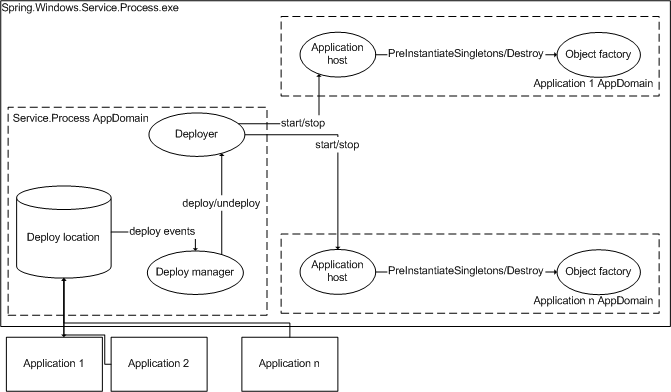 Spring.Windows.Service.Process.exe
Application
host
PreInstantiateSingletons/Destroy
Object factory
Application 1 AppDomain
Service.Process AppDomain
Deployer
start/stop
start/stop
deploy/undeploy
Deploy location
deploy events
Deploy manager
Application
host
PreInstantiateSingletons/Destroy
Object factory
Application n AppDomain
Application 1
Application 2
Application n